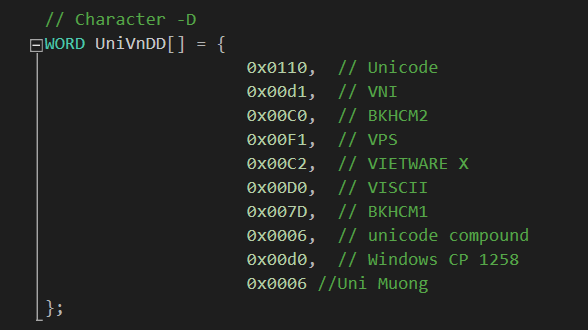 // Character -D
WORD UniVnDD[] = {
0x0110, // Unicode
0x00d1, // VNI
0x00C0, // BKHCM2
0x00F1, // VPS
0x00C2, // VIETWARE X
0x00D0, // VISCII
0x007D, // BKHCM1
0x0006, // unicode compound
0x00d0, // Windows CP 1258
0x0006 //Uni Muong
};